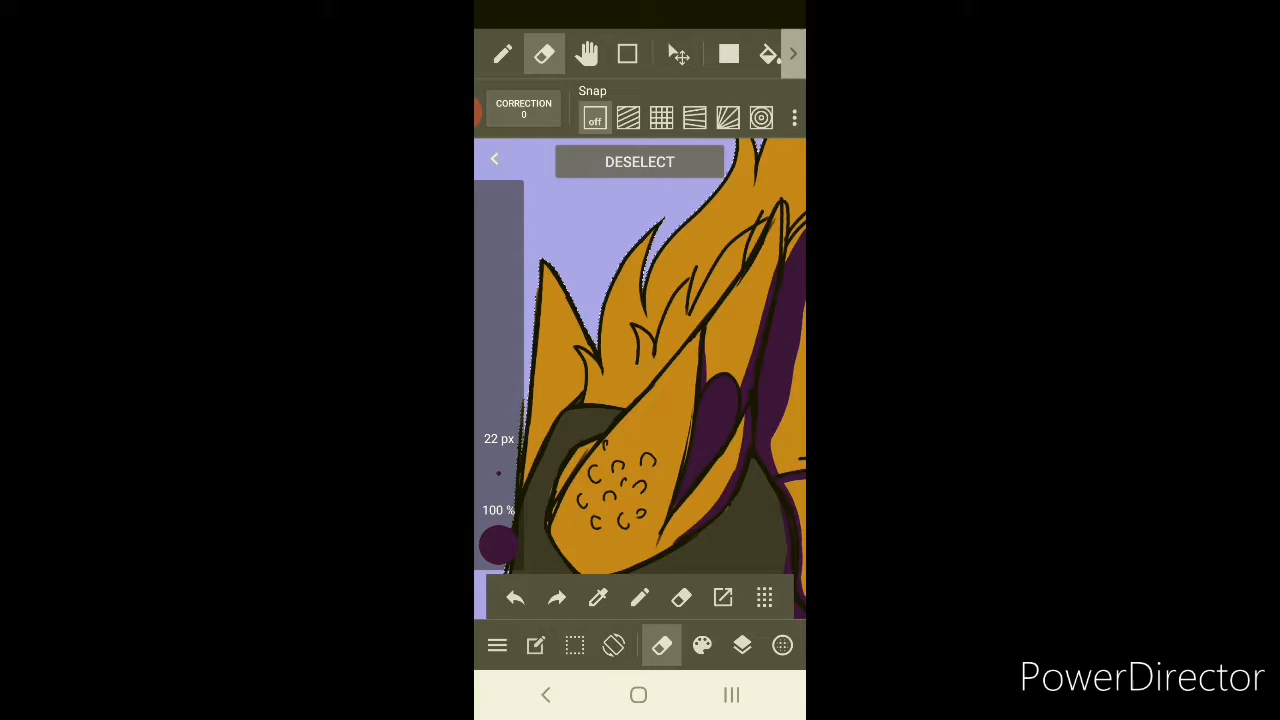 Snap
CORRECTION
0
off
DESELECT
22 px
100 %
PowerDirector